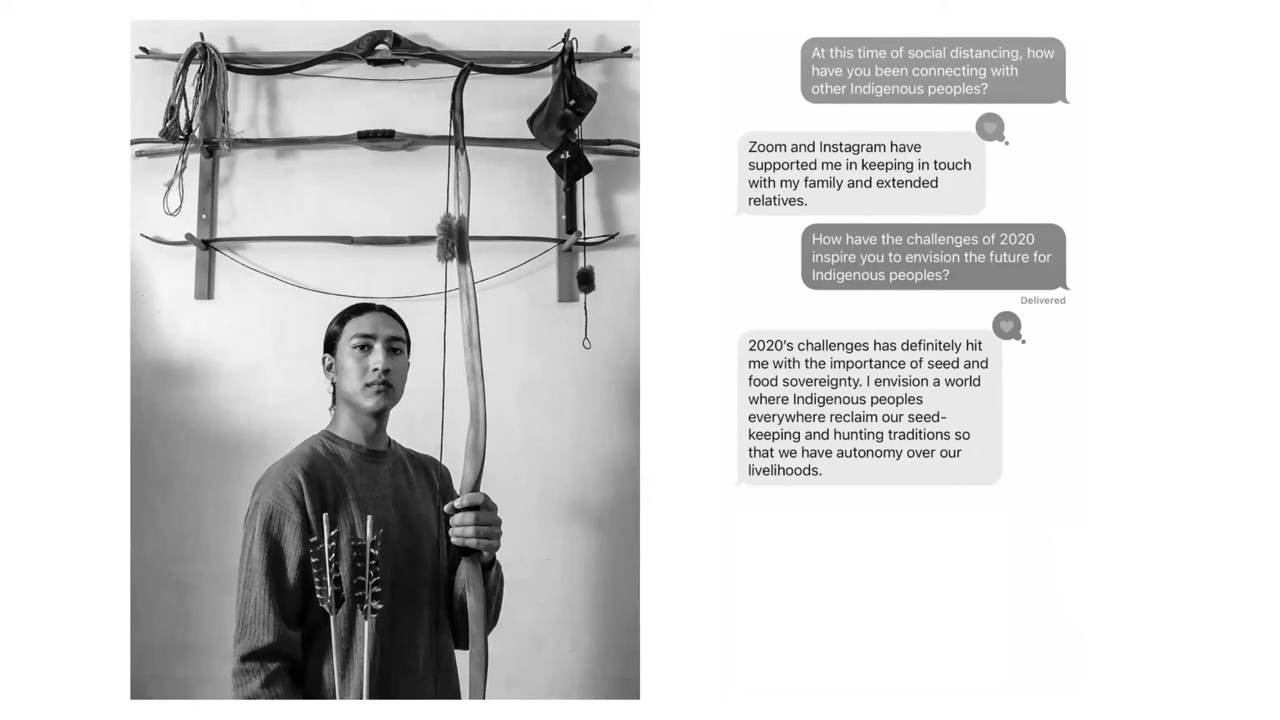 At this time of social distancing, how
have you been connecting with
other Indigenous peoples?
Zoom and Instagram have
supported me in keeping in touch
with my family and extended
relatives.
How have the challenges of 2020
inspire you to envision the future for
Indigenous peoples?
Delivered
2020's challenges has definitely hit
me with the importance of seed and
food sovereignty. I envision a world
where Indigenous peoples
everywhere reclaim our seed-
keeping and hunting traditions so
that we have autonomy over our
livelihoods.